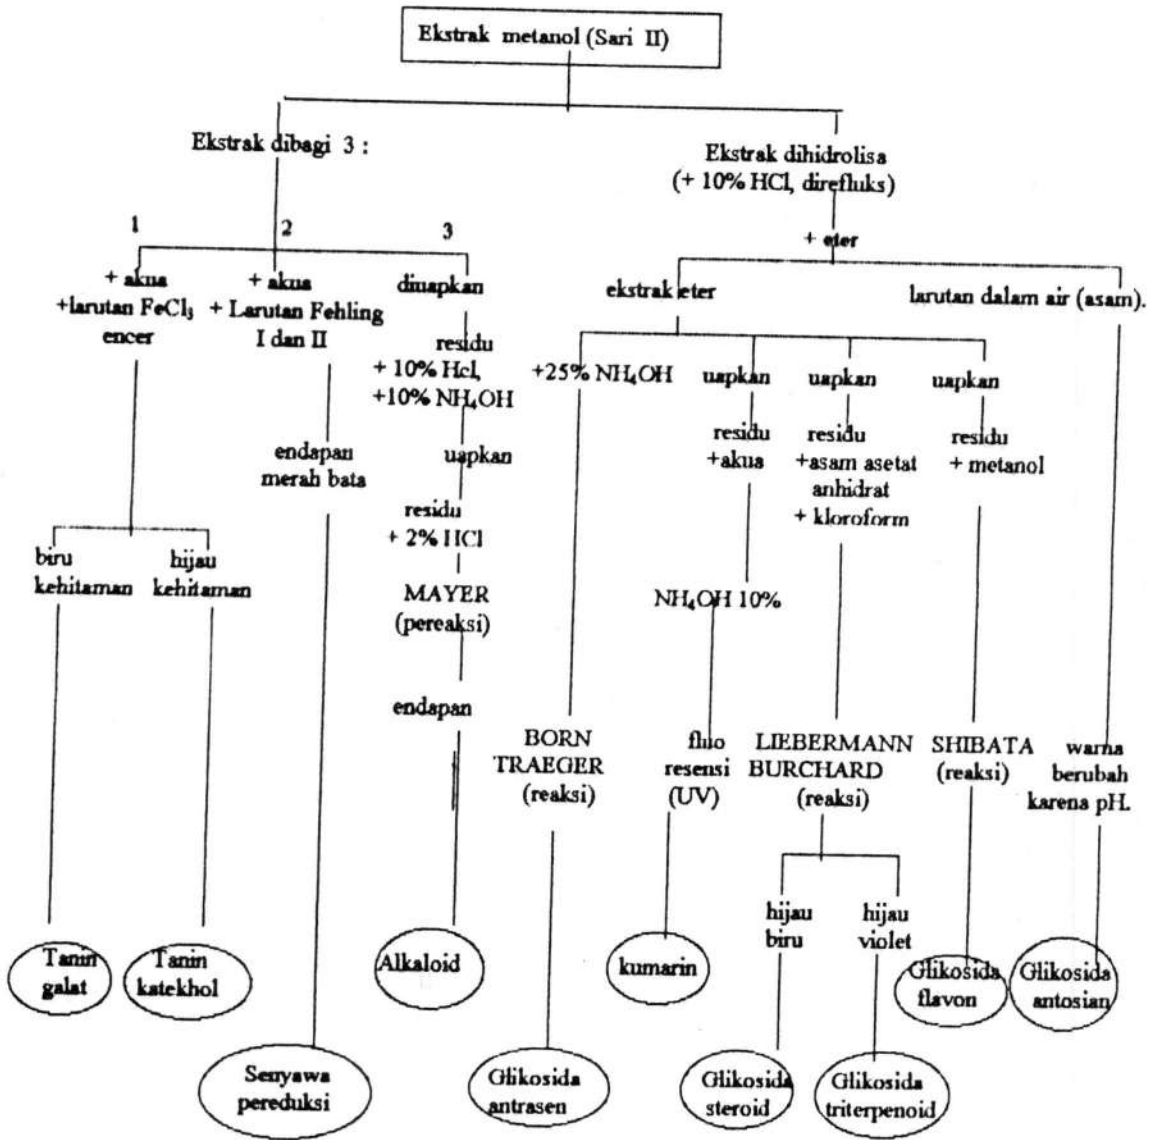 Ekstrak metanol (Sari II)
Ekstrak dibagi 3 :
1
2
3
+ akua
+larutan FeCl₃
encer
biru
kehitaman
hijau
kehitaman
Tanin
galat
Tanin
katekhol
+ akua
+ Larutan Fehling
I dan II
endapan
merah bata
Senyawa
pereduksi
diuapkan
residu
+ 10% Hcl,
+10% NH₄OH
uapkan
residu
+ 2% HCl
MAYER
(pereaksi)
endapan
Alkaloid
Ekstrak dihidrolisa
(+ 10% HCl, direfluks)
+ eter
ekstrak eter
larutan dalam air (asam).
+25% NH₄OH
BORN
TRAEGER
(reaksi)
Glikosida
antrasen
uapkan
residu
+akua
NH₄OH 10%
fluo
resensi
(UV)
kumarin
uapkan
residu
+asam asetat
anhidrat
+ kloroform
LIEBERMANN
BURCHARD
(reaksi)
hijau
biru
hijau
violet
Glikosida
steroid
Glikosida
triterpenoid
uapkan
residu
+ metanol
SHIBATA
(reaksi)
Glikosida
flavon
warna
berubah
karena pH.
Glikosida
antosian